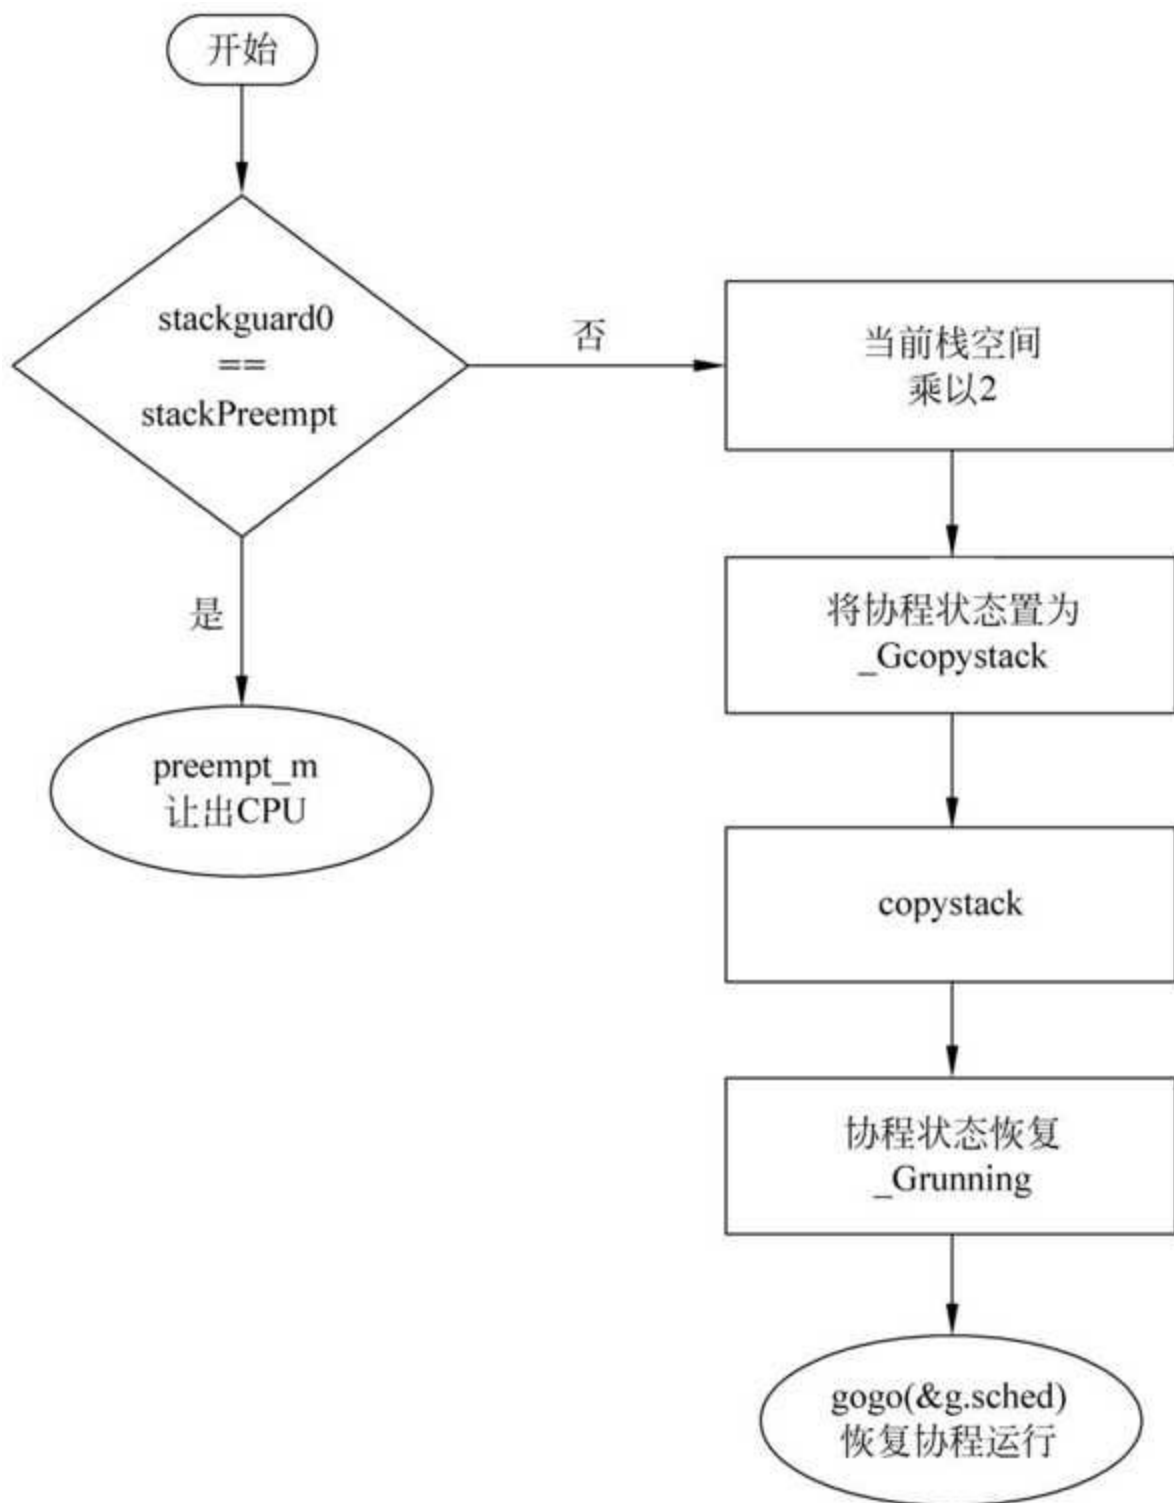 开始
stackguard0
==
stackPreempt
否
是
preempt_m
让出CPU
当前栈空间
乘以2
将协程状态置为
_Gcopystack
copystack
协程状态恢复
_Grunning
gogo(&g.sched)
恢复协程运行